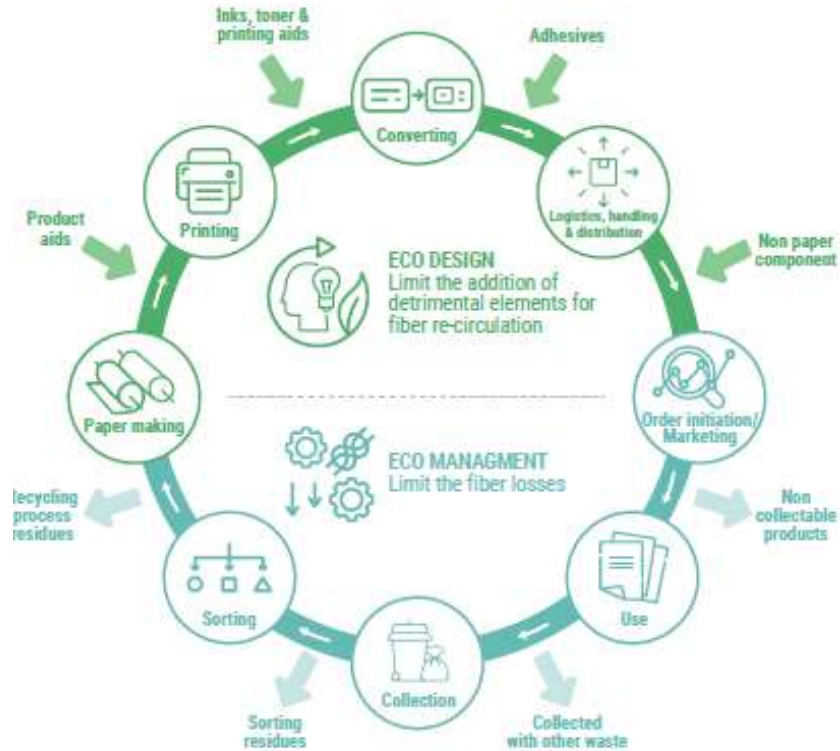 Inks, toner &
printing aids
Adhesives
Converting
Printing
Logistics, handling
& distribution
Product
aids
Non paper
component
ECO DESIGN
Limit the addition of
detrimental elements for
fiber re-circulation
Paper making
Order initiation/
Marketing
ECO MANAGMENT
Limit the fiber losses
ecycling
process
residues
Non
collectable
products
Sorting
Use
Collection
Sorting
residues
Collected
with other waste